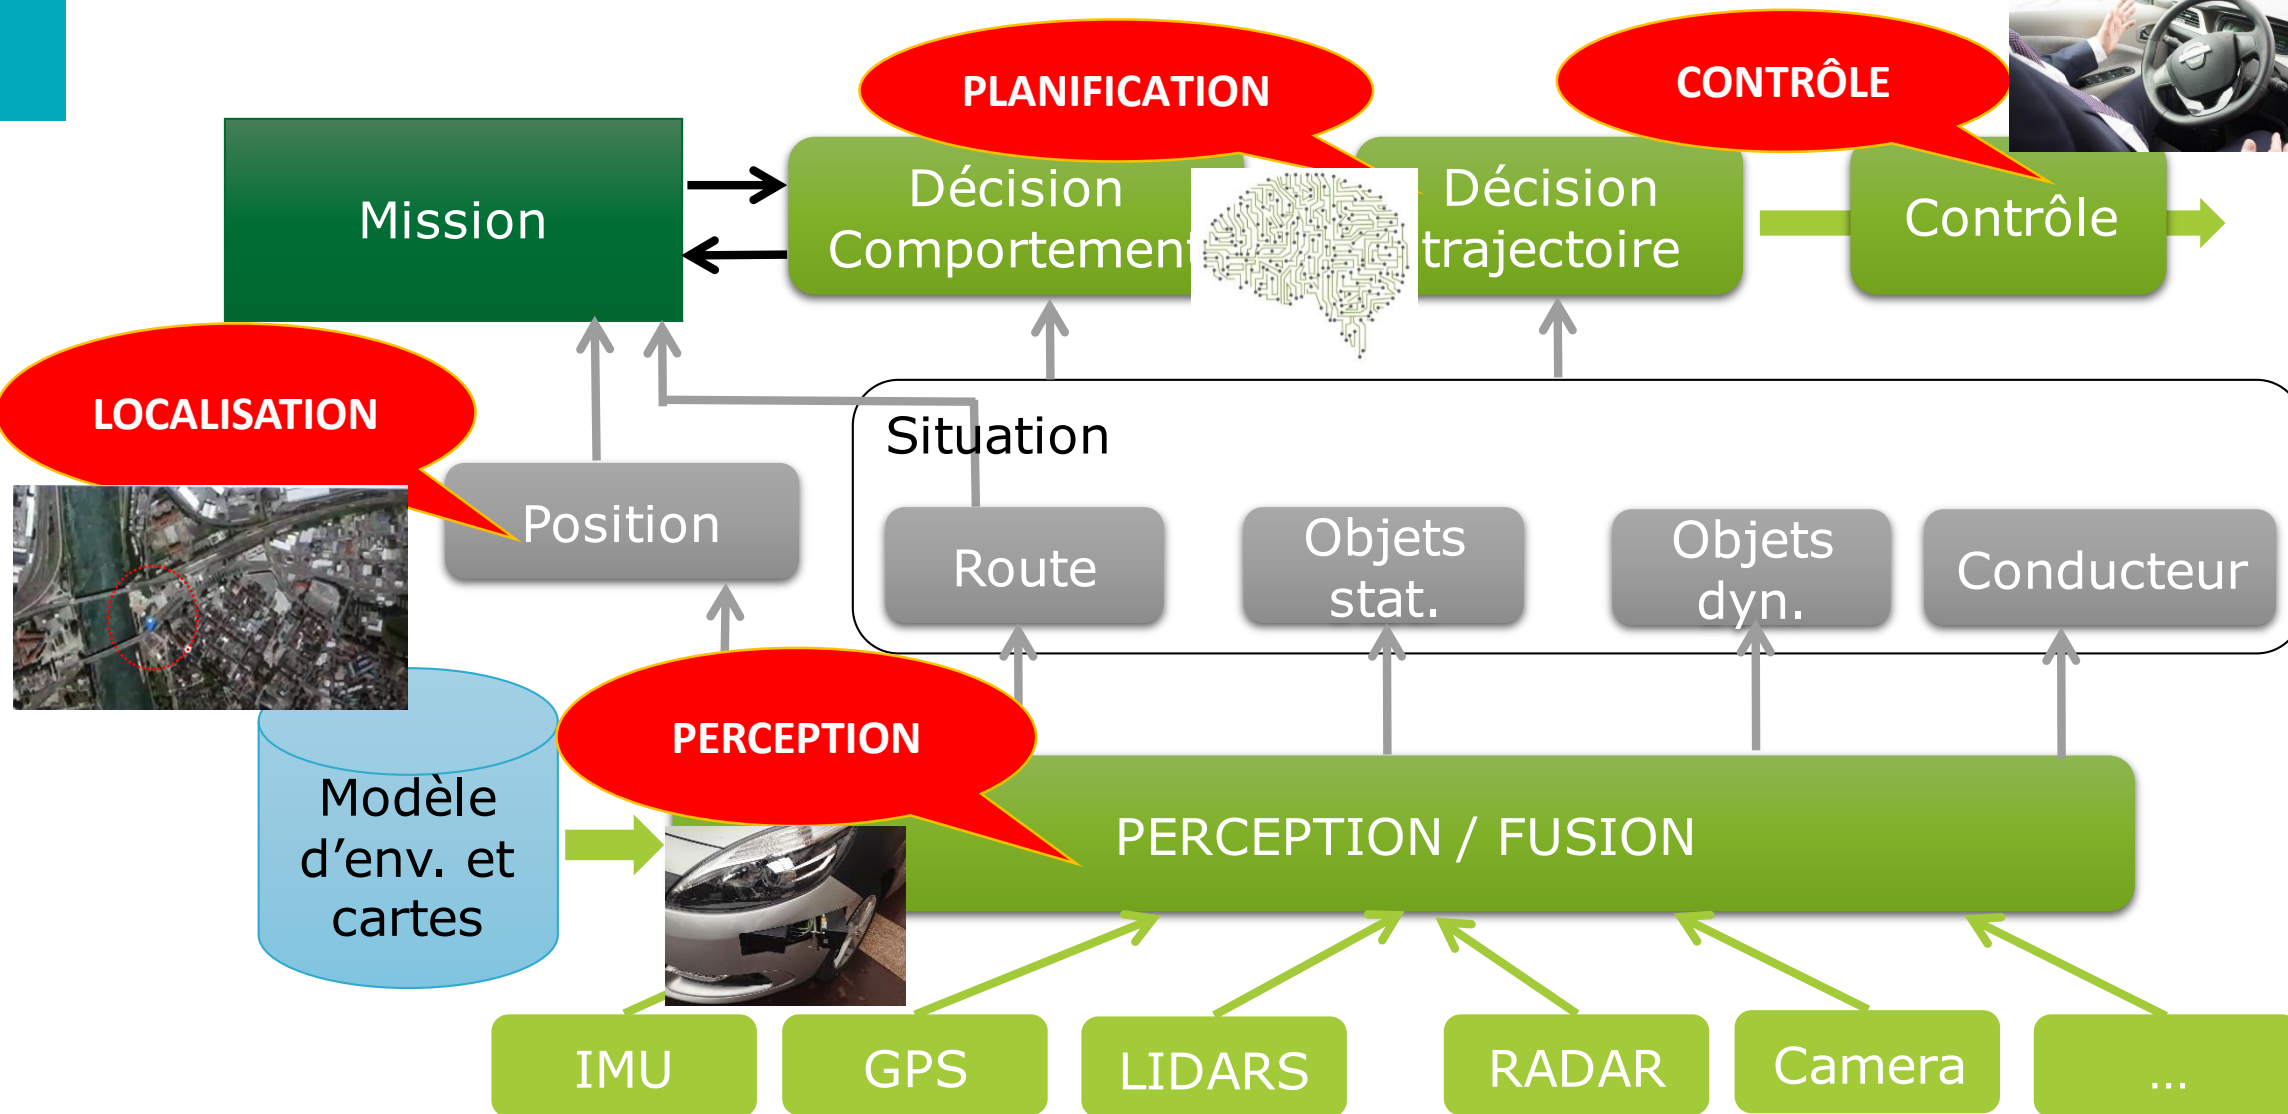 PLANIFICATION
CONTRÔLE
Mission
Décision
Comportement
Décision
trajectoire
Contrôle
LOCALISATION
Situation
Position
Route
Objets
stat.
Objets
dyn.
Conducteur
PERCEPTION
Modèle
d’env. et
cartes
PERCEPTION / FUSION
IMU
GPS
LIDARS
RADAR
Camera
...